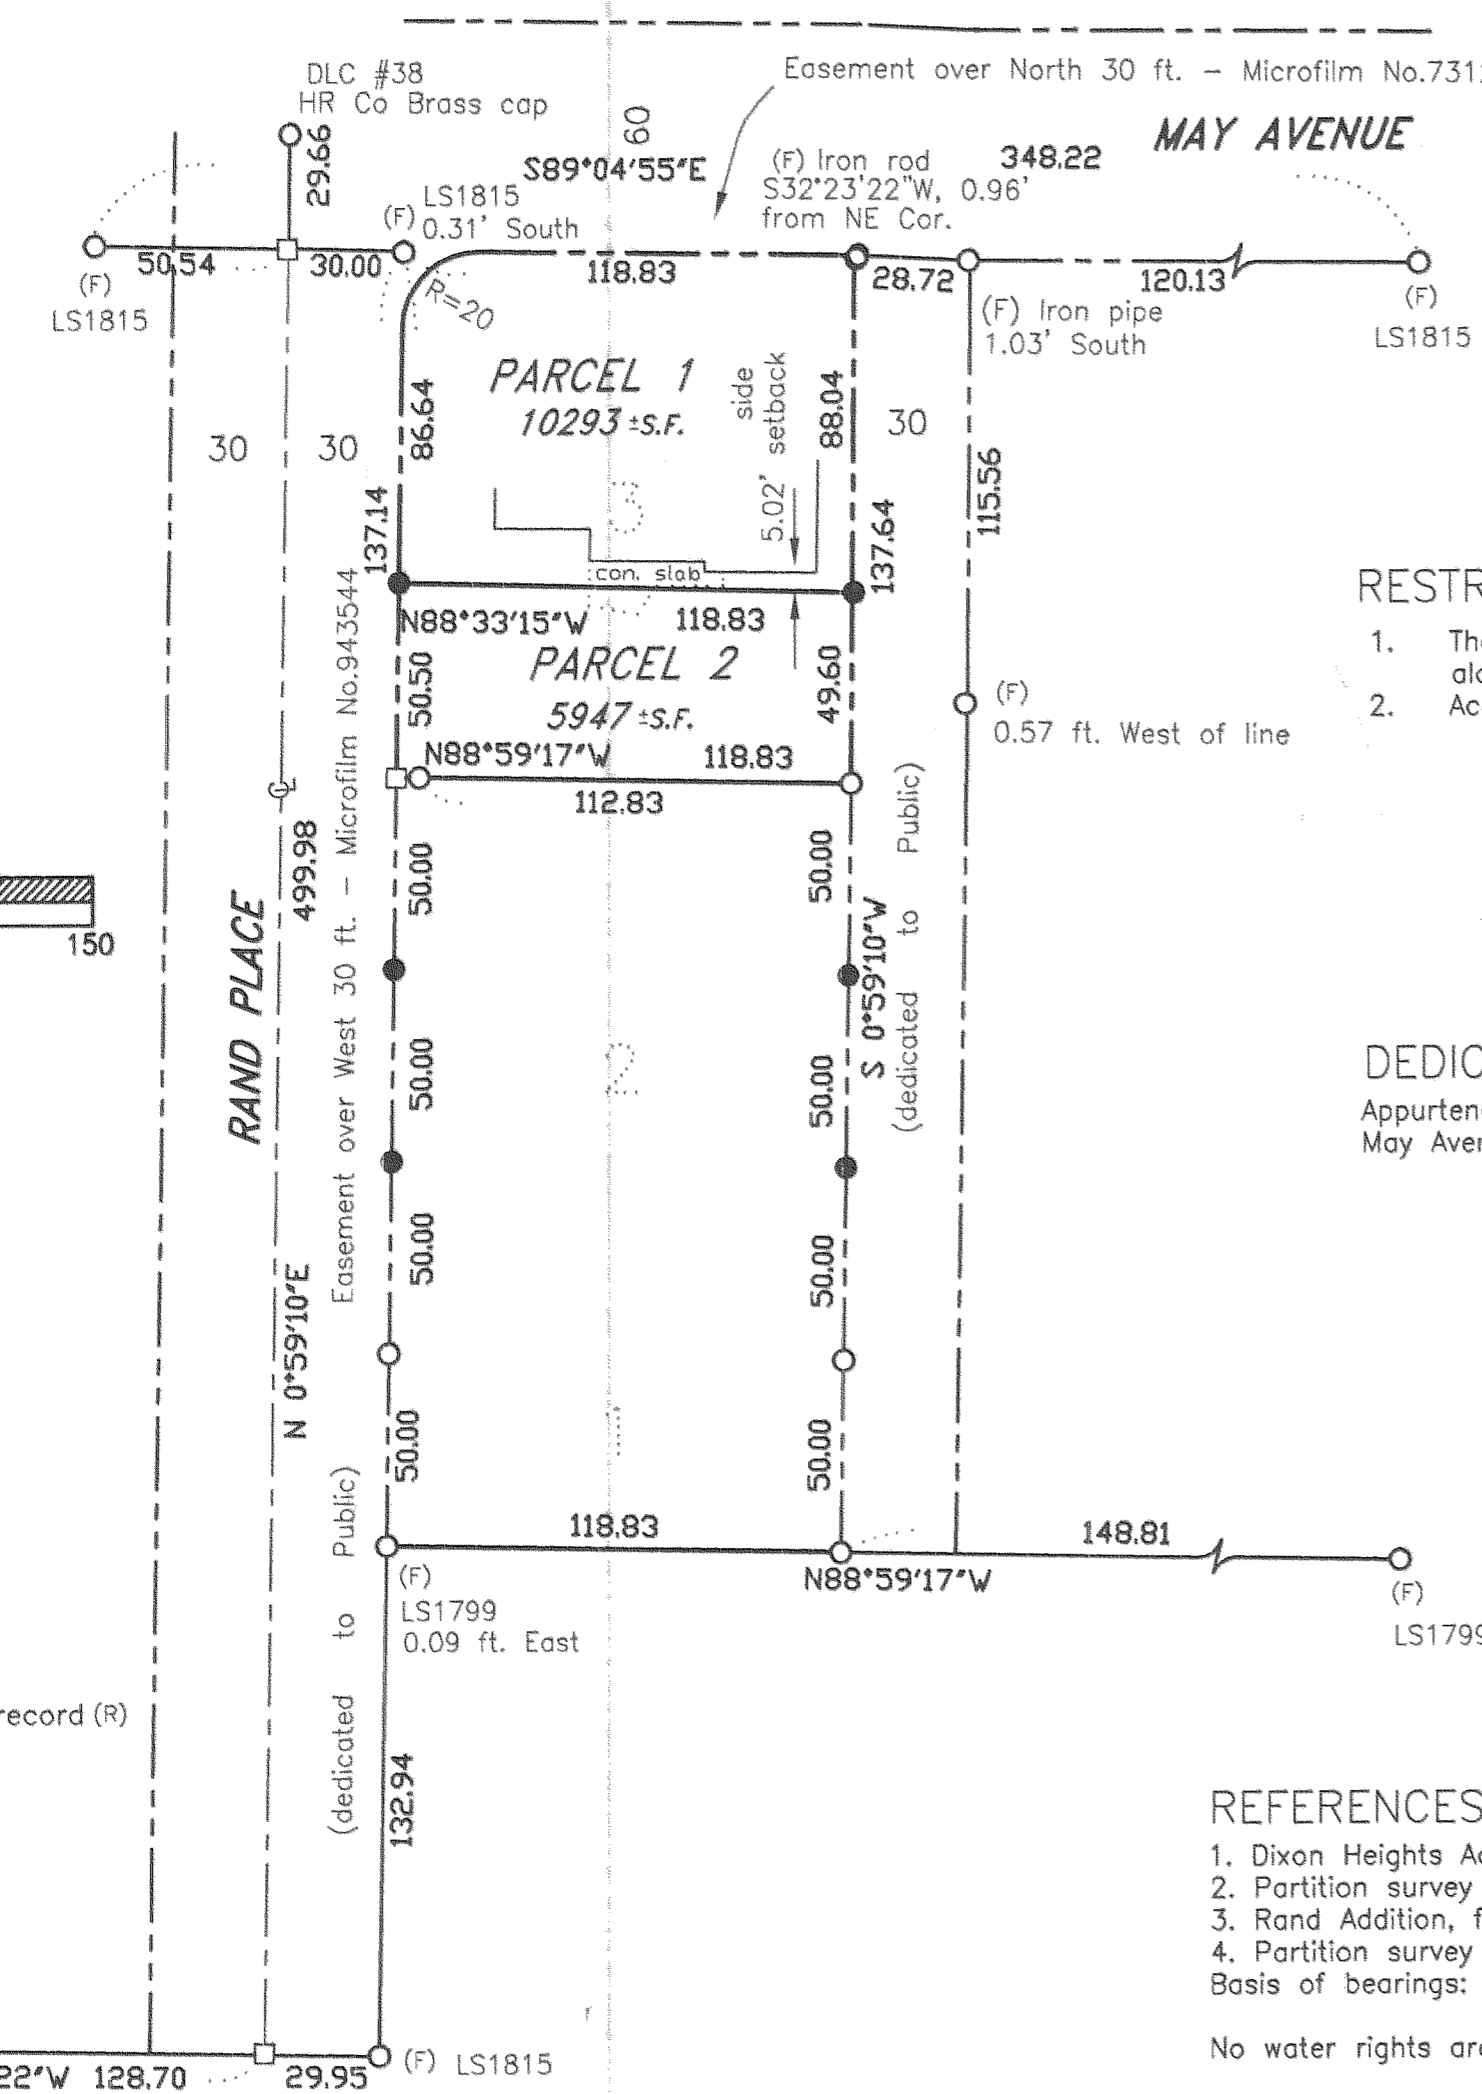 Easement over North 30 ft. - Microfilm No.731
DLC #38
HR Co Brass cap
MAY AVENUE
60
29.66
S89°04'55"E
(F) Iron rod
S32°23'22"W, 0.96'
from NE Cor.
348.22
LS1815
(F) 0.31' South
50.54
30.00
118.83
28.72
120.13
(F)
LS1815
R=20
(F) Iron pipe
1.03' South
(F)
LS1815
PARCEL 1
10293 ±S.F.
86.64
side
setback
5.02'
88.04
30
30
30
3
115.56
137.14
137.64
con. slab
N88°33'15"W
118.83
PARCEL 2
5947 ±S.F.
50.50
49.60
N88°59'17"W
118.83
112.83
(F)
0.57 ft. West of line
RESTR
1. Th
alo
2. Ac
499.98
RAND PLACE
N 0°59'10"E
Easement over West 30 ft. - Microfilm No.943544
(dedicated to Public)
50.00
50.00
50.00
50.00
50.00
50.00
50.00
50.00
S 0°59'10"W
(dedicated to Public)
150
2
1
DEDIC
Appurten
May Aven
118.83
148.81
N88°59'17"W
(F)
LS1799
0.09 ft. East
(F)
LS1799
record (R)
132.94
REFERENCES
1. Dixon Heights A
2. Partition survey
3. Rand Addition, f
4. Partition survey
Basis of bearings:
No water rights ar
22"W 128.70
29.95
(F) LS1815